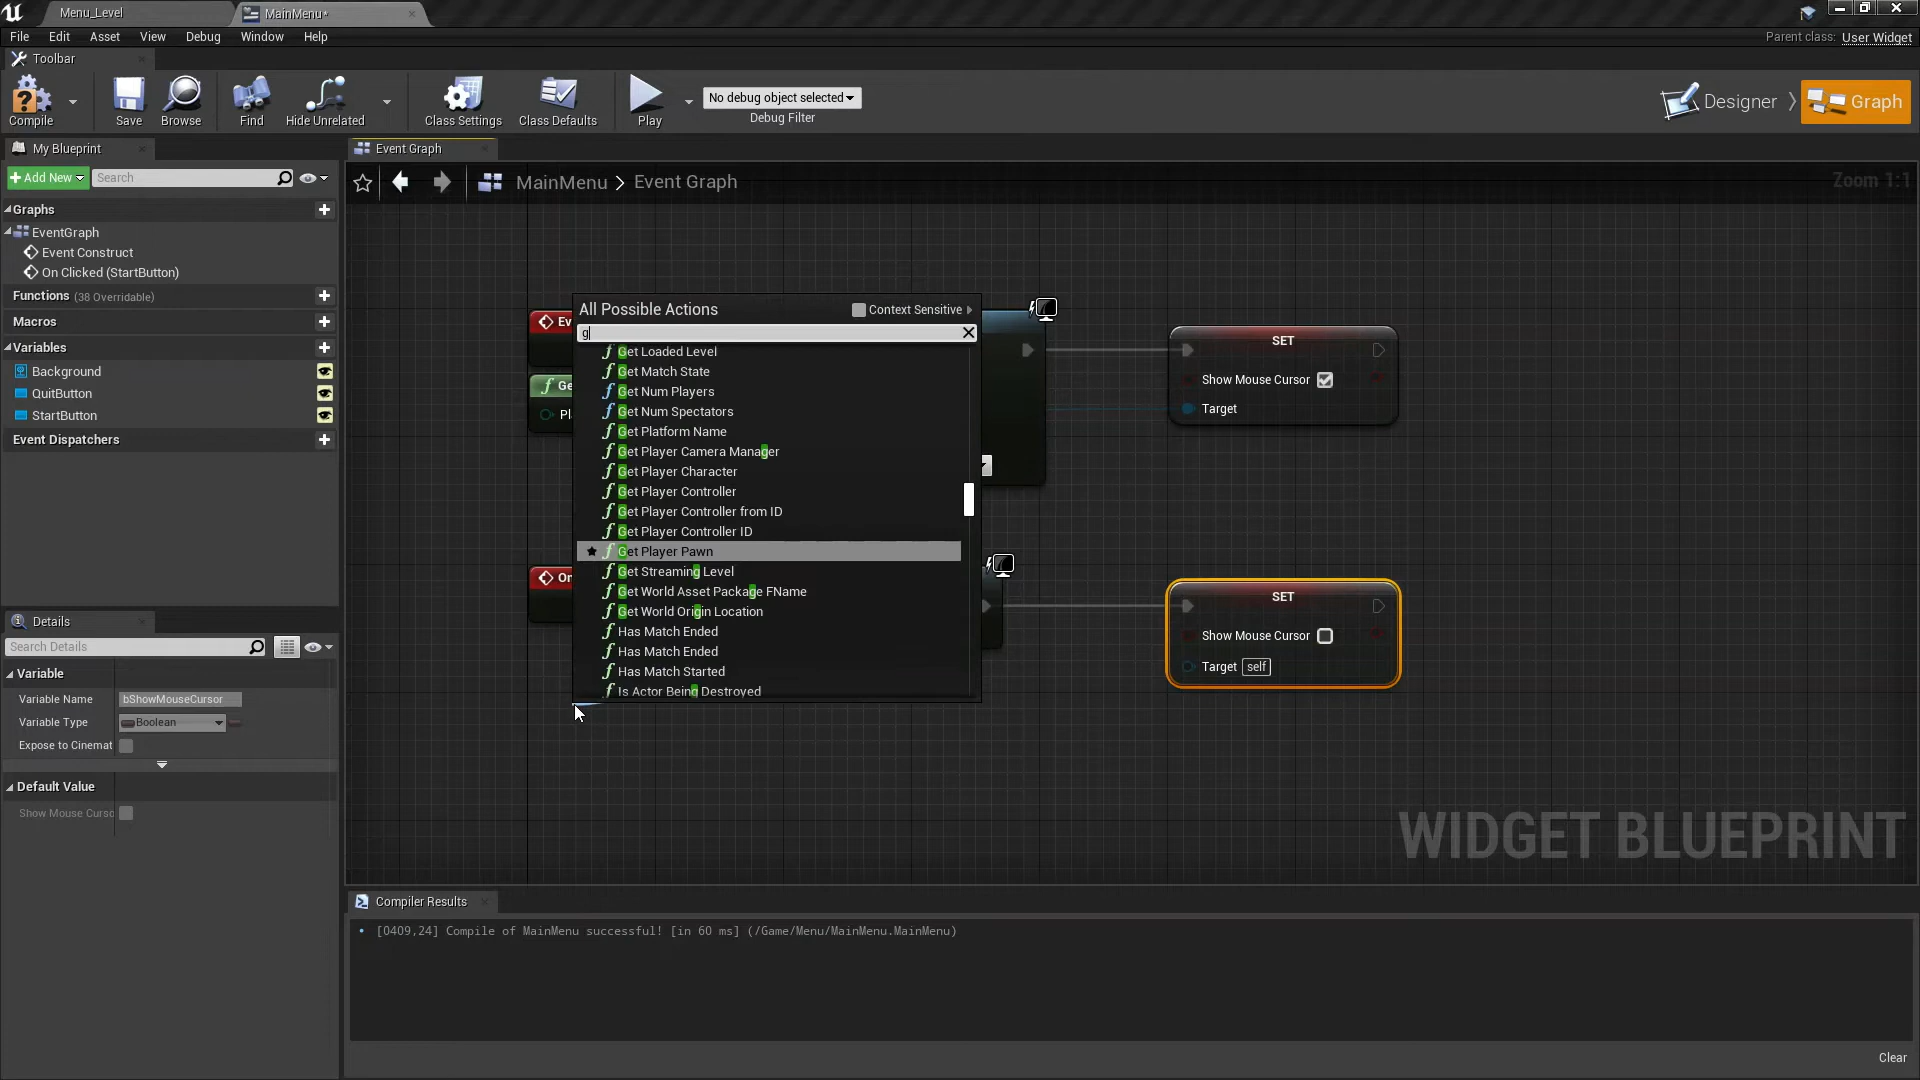 Menu_Level
MainMenu*
File Edit Asset View Debug Window Help
Parent class: User Widget
Toolbar
Compile
Save
Browse
Find
Hide Unrelated
Class Settings
Class Defaults
Play
No debug object selected
Debug Filter
Designer
Graph
My Blueprint
Add New
Search
Graphs
EventGraph
Event Construct
On Clicked (StartButton)
Functions (38 Overridable)
Macros
Variables
Background
QuitButton
StartButton
Event Dispatchers
Details
Search Details
Variable
Variable Name bShowMouseCursor
Variable Type Boolean
Expose to Cinemat
Default Value
Show Mouse Curso
Event Graph
MainMenu > Event Graph
Zoom 1:1
Ev
Ge
Pl
On
All Possible Actions
Context Sensitive
g
Get Loaded Level
Get Match State
Get Num Players
Get Num Spectators
Get Platform Name
Get Player Camera Manager
Get Player Character
Get Player Controller
Get Player Controller from ID
Get Player Controller ID
Get Player Pawn
Get Streaming Level
Get World Asset Package FName
Get World Origin Location
Has Match Ended
Has Match Ended
Has Match Started
Is Actor Being Destroyed
SET
Show Mouse Cursor
Target
SET
Show Mouse Cursor
Target self
WIDGET BLUEPRINT
Compiler Results
• [0409,24] Compile of MainMenu successful! [in 60 ms] (/Game/Menu/MainMenu.MainMenu)
Clear